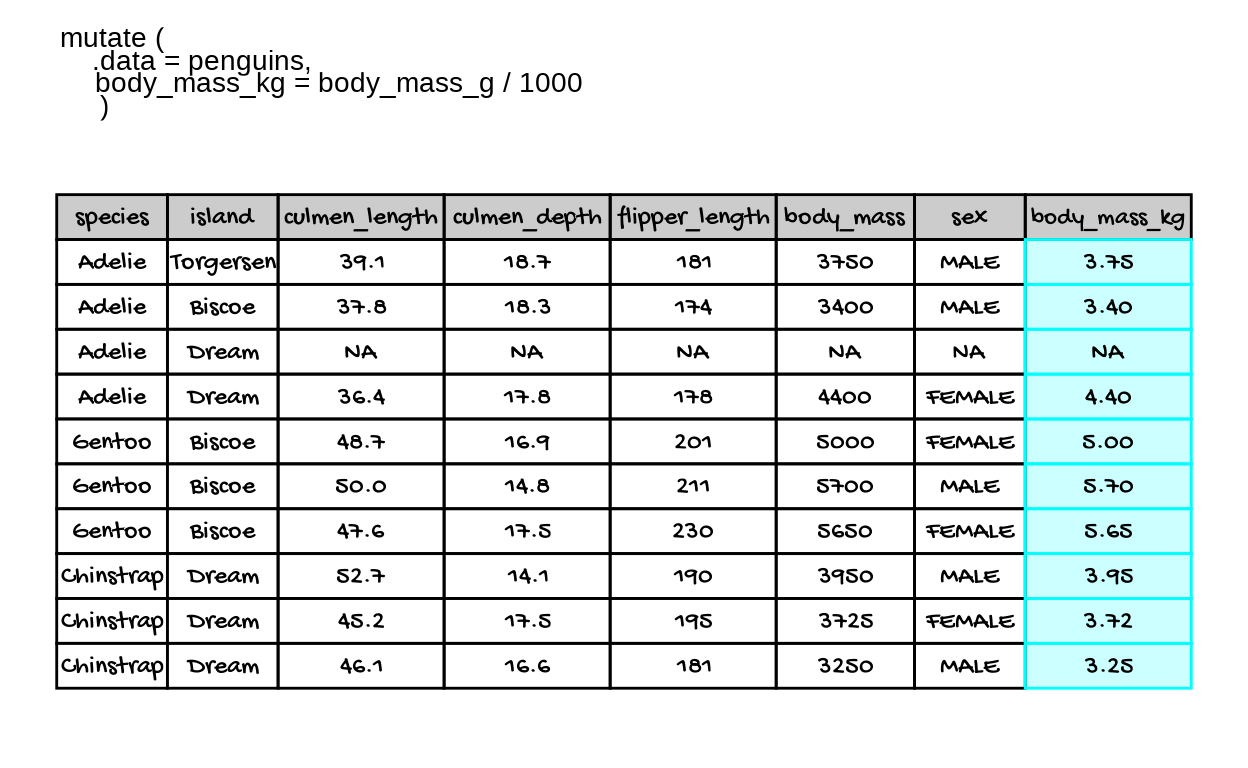 mutate (
.data = penguins,
body_mass_kg = body_mass_g / 1000
)
species island culmen_length culmen_depth flipper_length body_mass sex body_mass_kg
Adelie Torgersen 39.1 18.7 181 3750 MALE 3.75
Adelie Biscoe 37.8 18.3 174 3400 MALE 3.40
Adelie Dream NA NA NA NA NA NA
Adelie Dream 36.4 17.8 178 4400 FEMALE 4.40
Gentoo Biscoe 48.7 16.9 201 5000 FEMALE 5.00
Gentoo Biscoe 50.0 14.8 211 5700 MALE 5.70
Gentoo Biscoe 47.6 17.5 230 5650 FEMALE 5.65
Chinstrap Dream 52.7 14.1 190 3950 MALE 3.95
Chinstrap Dream 45.2 17.5 195 3725 FEMALE 3.72
Chinstrap Dream 46.1 16.6 181 3250 MALE 3.25